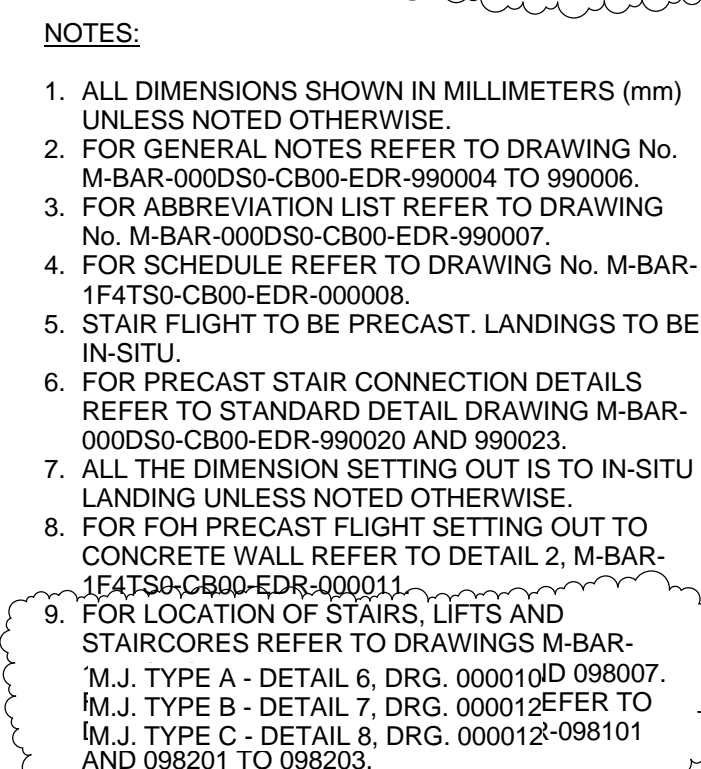 NOTES:
1. ALL DIMENSIONS SHOWN IN MILLIMETERS (mm)
UNLESS NOTED OTHERWISE.
2. FOR GENERAL NOTES REFER TO DRAWING No.
M-BAR-000DS0-CB00-EDR-990004 TO 990006.
3. FOR ABBREVIATION LIST REFER TO DRAWING
No. M-BAR-000DS0-CB00-EDR-990007.
4. FOR SCHEDULE REFER TO DRAWING No. M-BAR-
1F4TS0-CB00-EDR-000008.
5. STAIR FLIGHT TO BE PRECAST. LANDINGS TO BE
IN-SITU.
6. FOR PRECAST STAIR CONNECTION DETAILS
REFER TO STANDARD DETAIL DRAWING M-BAR-
000DS0-CB00-EDR-990020 AND 990023.
7. ALL THE DIMENSION SETTING OUT IS TO IN-SITU
LANDING UNLESS NOTED OTHERWISE.
8. FOR FOH PRECAST FLIGHT SETTING OUT TO
CONCRETE WALL REFER TO DETAIL 2, M-BAR-
1F4TS0-CB00-EDR-000011.
9. FOR LOCATION OF STAIRS, LIFTS AND
STAIRCORES REFER TO DRAWINGS M-BAR-
M.J. TYPE A - DETAIL 6, DRG. 000010 098007.
M.J. TYPE B - DETAIL 7, DRG. 000012 TO
M.J. TYPE C - DETAIL 8, DRG. 000012 -098101
AND 098201 TO 098203.